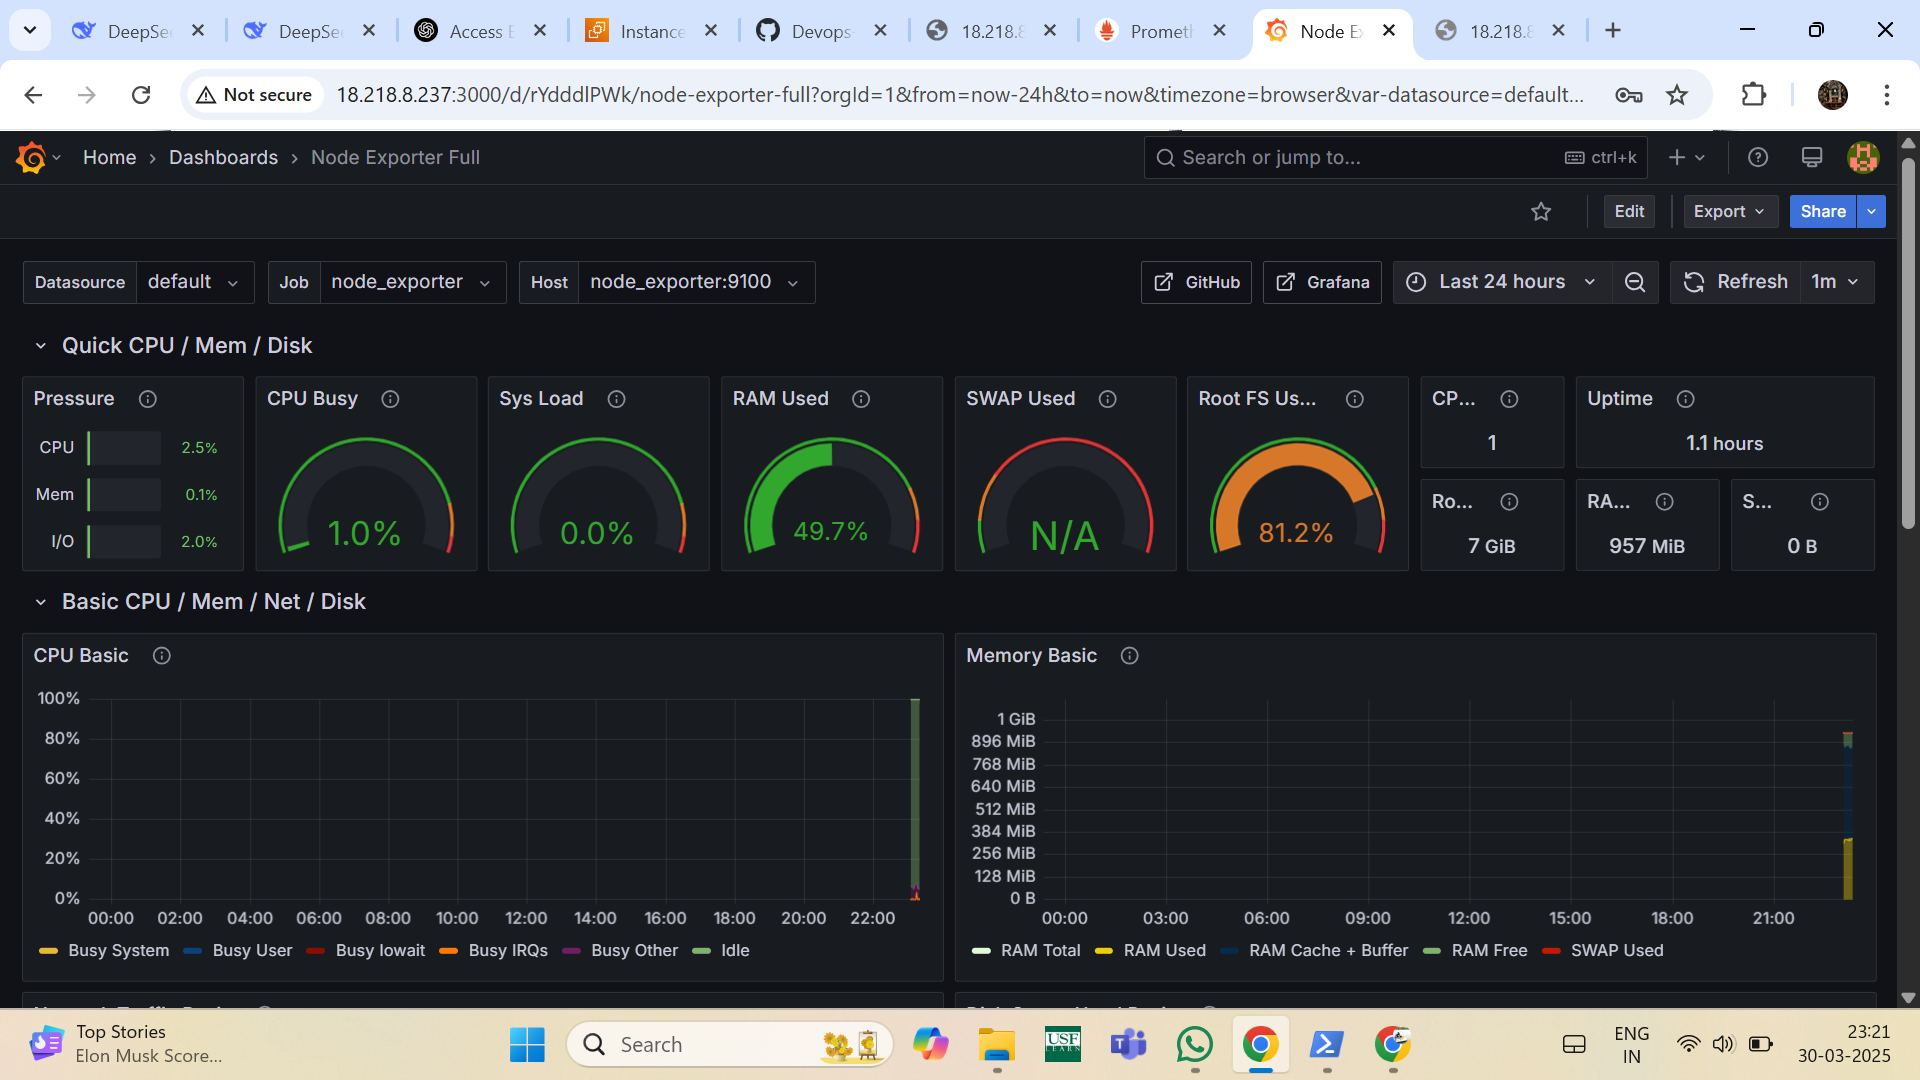 DeepSe
DeepSe
Access E
Instance
Devops-
18.218.8
Prometh
Node Ex
18.218.8
Not secure
18.218.8.237:3000/d/rYdddlPWk/node-exporter-full?orgId=1&from=now-24h&to=now&timezone=browser&var-datasource=default...
Home › Dashboards › Node Exporter Full
Search or jump to...
ctrl+k
Edit
Export
Share
Datasource default
Job node_exporter
Host node_exporter:9100
GitHub
Grafana
Last 24 hours
Refresh 1m
Quick CPU / Mem / Disk
Pressure
CPU 2.5%
Mem 0.1%
I/O 2.0%
CPU Busy
1.0%
Sys Load
0.0%
RAM Used
49.7%
SWAP Used
N/A
Root FS Us...
81.2%
CP...
1
Uptime
1.1 hours
Ro...
7 GiB
RA...
957 MiB
S...
0 B
Basic CPU / Mem / Net / Disk
CPU Basic
100%
80%
60%
40%
20%
0%
00:00 02:00 04:00 06:00 08:00 10:00 12:00 14:00 16:00 18:00 20:00 22:00
Busy System Busy User Busy Iowait Busy IRQs Busy Other Idle
Memory Basic
1 GiB
896 MiB
768 MiB
640 MiB
512 MiB
384 MiB
256 MiB
128 MiB
0 B
00:00 03:00 06:00 09:00 12:00 15:00 18:00 21:00
RAM Total RAM Used RAM Cache + Buffer RAM Free SWAP Used
Top Stories
Elon Musk Score...
Search
USF
LEARN
ENG
IN
23:21
30-03-2025